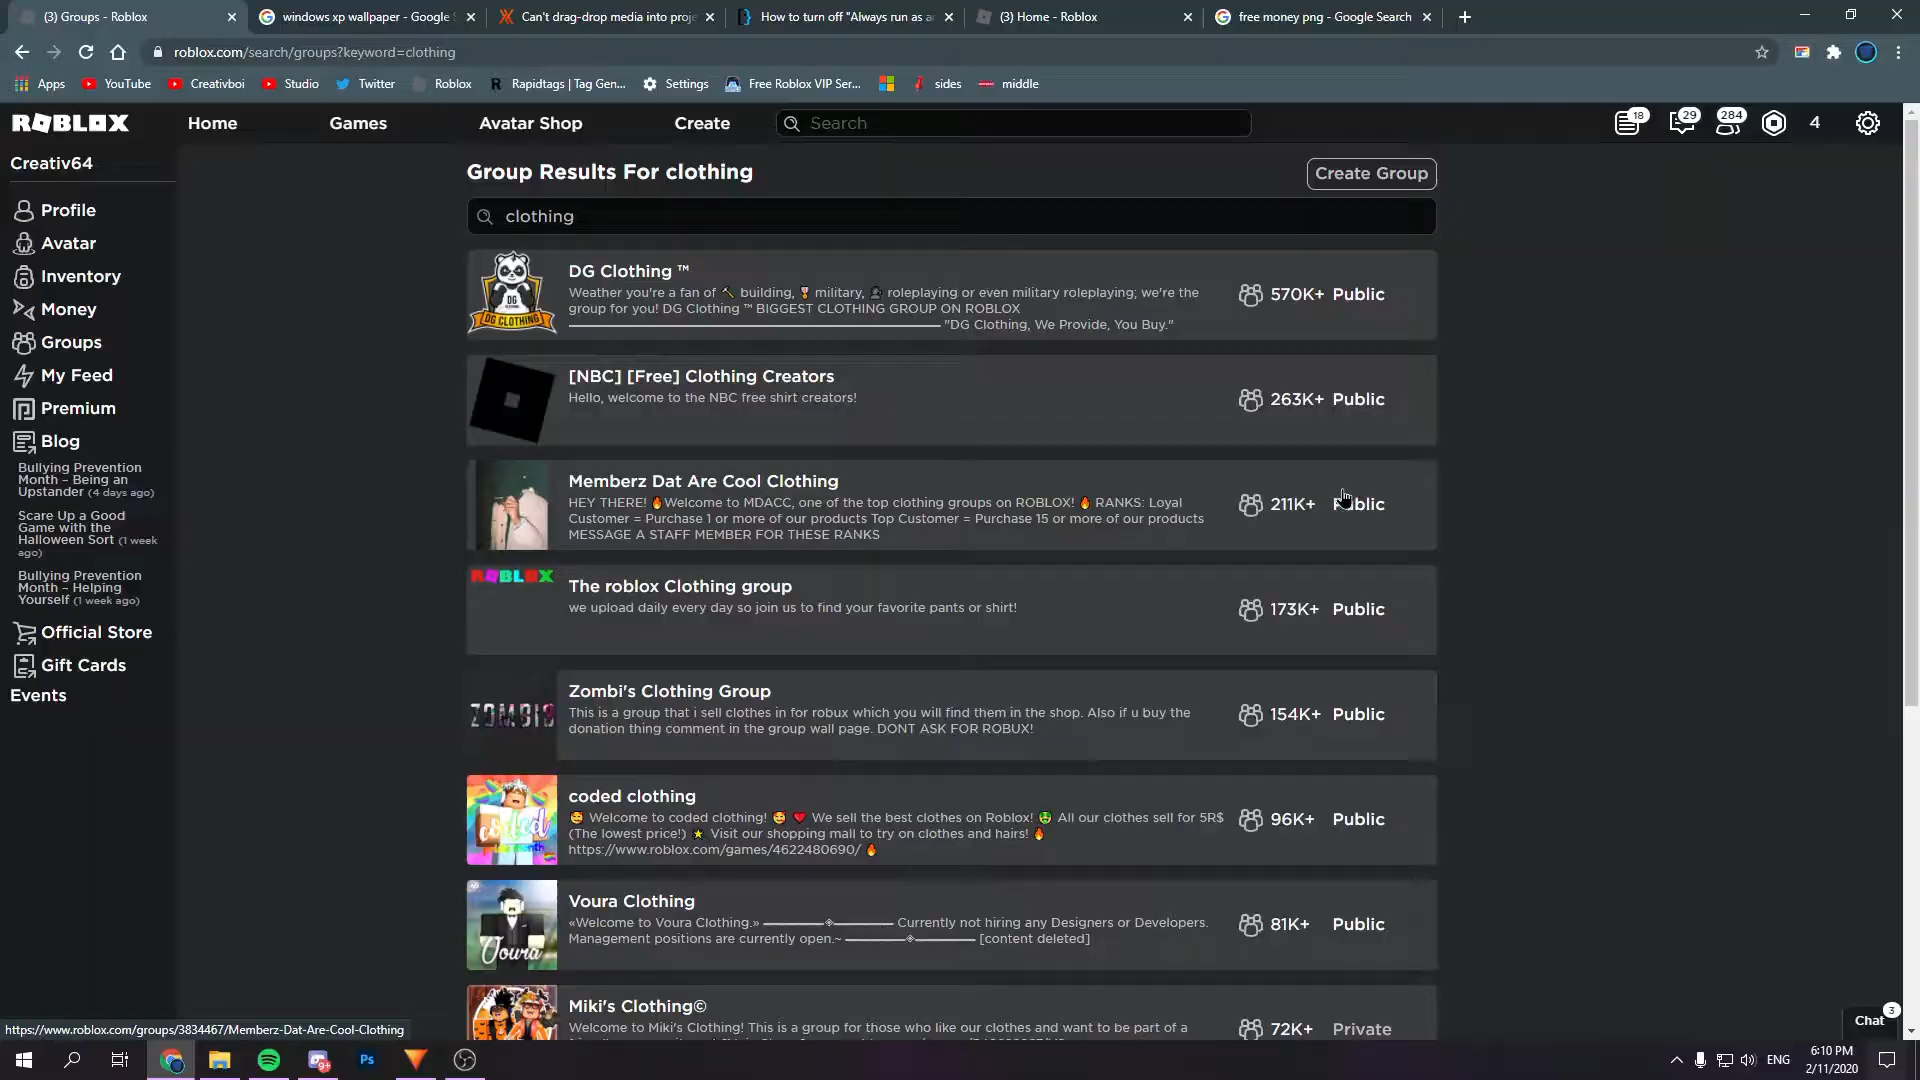 (3) Groups - Roblox
windows xp wallpaper - Google S
Can't drag-drop media into proje
How to turn off "Always run as a
(3) Home - Roblox
free money png - Google Search
roblox.com/search/groups?keyword=clothing
Apps
YouTube
Creativboi
Studio
Twitter
Roblox
Rapidtags | Tag Gen...
Settings
Free Roblox VIP Ser...
sides
middle
ROBLOX
Home
Games
Avatar Shop
Create
Search
18
29
284
4
Creativ64
Profile
Avatar
Inventory
Money
Groups
My Feed
Premium
Blog
Bullying Prevention
Month – Being an
Upstander (4 days ago)
Scare Up a Good
Game with the
Halloween Sort (1 week
ago)
Bullying Prevention
Month – Helping
Yourself (1 week ago)
Official Store
Gift Cards
Events
Group Results For clothing
Create Group
clothing
DG
DG CLOTHING
DG Clothing ™
Weather you're a fan of 🔨 building, 🎖 military, 🗣 roleplaying or even military roleplaying; we're the
group for you! DG Clothing ™ BIGGEST CLOTHING GROUP ON ROBLOX
"DG Clothing, We Provide, You Buy."
570K+ Public
[NBC] [Free] Clothing Creators
Hello, welcome to the NBC free shirt creators!
263K+ Public
Memberz Dat Are Cool Clothing
HEY THERE! 🔥Welcome to MDACC, one of the top clothing groups on ROBLOX! 🔥 RANKS: Loyal
Customer = Purchase 1 or more of our products Top Customer = Purchase 15 or more of our products
MESSAGE A STAFF MEMBER FOR THESE RANKS
211K+ Public
ROBLOX
The roblox Clothing group
we upload daily every day so join us to find your favorite pants or shirt!
173K+ Public
ZOMBIS
Zombi's Clothing Group
This is a group that i sell clothes in for robux which you will find them in the shop. Also if u buy the
donation thing comment in the group wall page. DONT ASK FOR ROBUX!
154K+ Public
coded
coded clothing
🥰 Welcome to coded clothing! 🥰 ❤️ We sell the best clothes on Roblox! 🤑 All our clothes sell for 5R$
(The lowest price!) ⭐ Visit our shopping mall to try on clothes and hairs! 🔥
https://www.roblox.com/games/4622480690/ 🔥
96K+ Public
Voura
Voura Clothing
«Welcome to Voura Clothing.» ————◈———— Currently not hiring any Designers or Developers.
Management positions are currently open.~ ————◈———— [content deleted]
81K+ Public
Miki's Clothing©
Welcome to Miki's Clothing! This is a group for those who like our clothes and want to be part of a
72K+ Private
https://www.roblox.com/groups/3834467/Memberz-Dat-Are-Cool-Clothing
Chat
3
Ps
9+
ENG
6:10 PM
2/11/2020